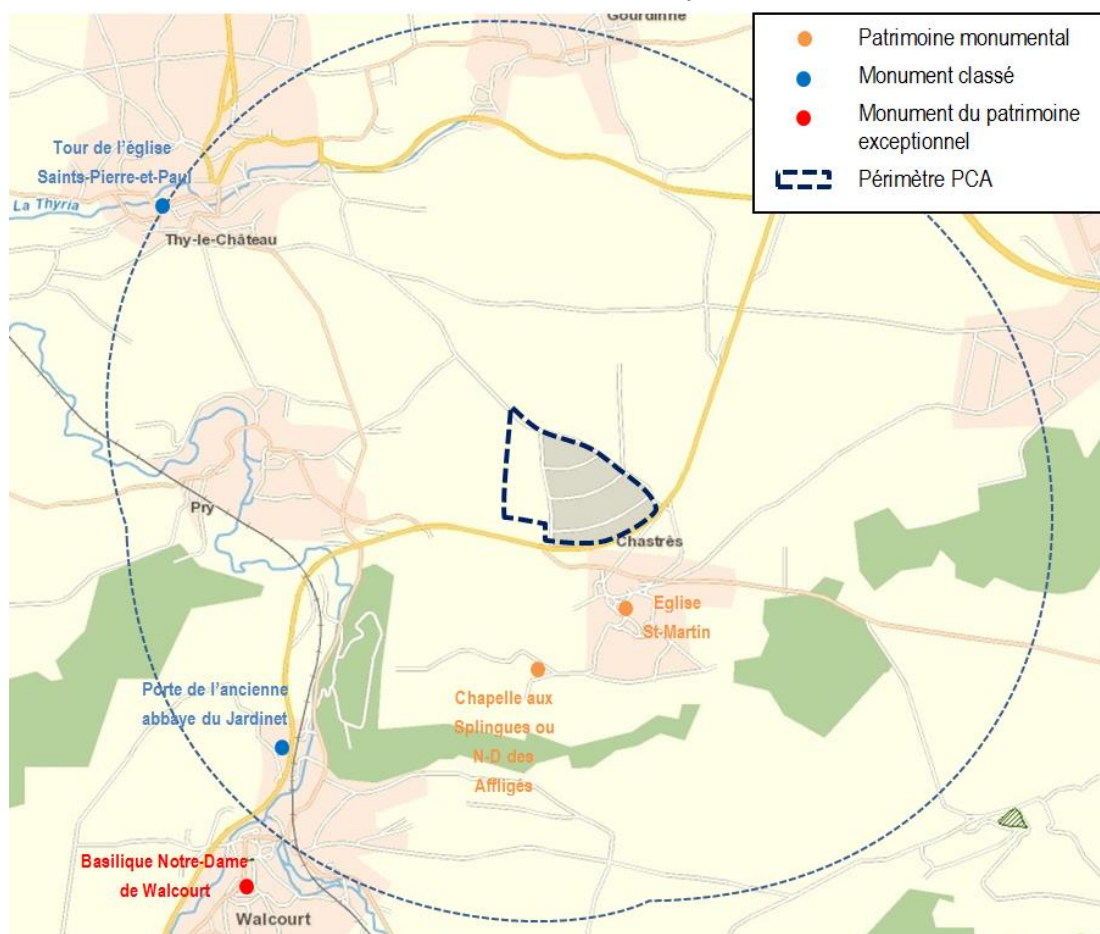 Gourdinne
Patrimoine monumental
Monument classé
Monument du patrimoine
exceptionnel
Périmètre PCA
Tour de l'église
Saints-Pierre-et-Paul
La Thyria
Thy-le-Château
Pry
Chastrès
Eglise
St-Martin
Porte de l'ancienne
abbaye du Jardinet
Chapelle aux
Splingues ou
N-D des
Affligés
Basilique Notre-Dame
de Walcourt
Walcourt